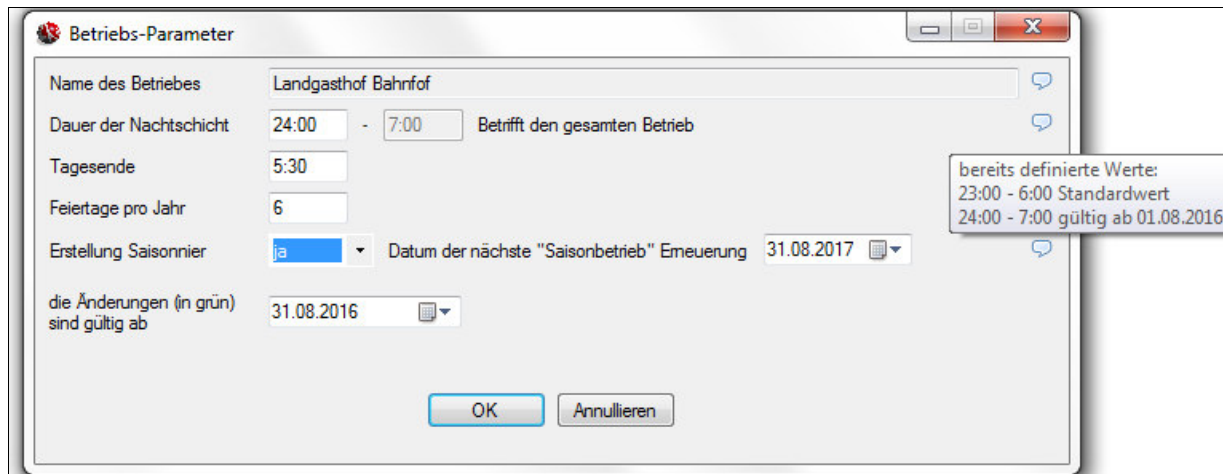 Betriebs-Parameter
Name des Betriebes Landgasthof Bahnfof
Dauer der Nachtschicht 24:00 - 7:00 Betrifft den gesamten Betrieb
Tagesende 5:30
bereits definierte Werte:
23:00 - 6:00 Standardwert
24:00 - 7:00 gültig ab 01.08.2016
Feiertage pro Jahr 6
Erstellung Saisonnier ja Datum der nächste "Saisonbetrieb" Erneuerung 31.08.2017
die Änderungen (in grün)
sind gültig ab 31.08.2016
OK Annullieren